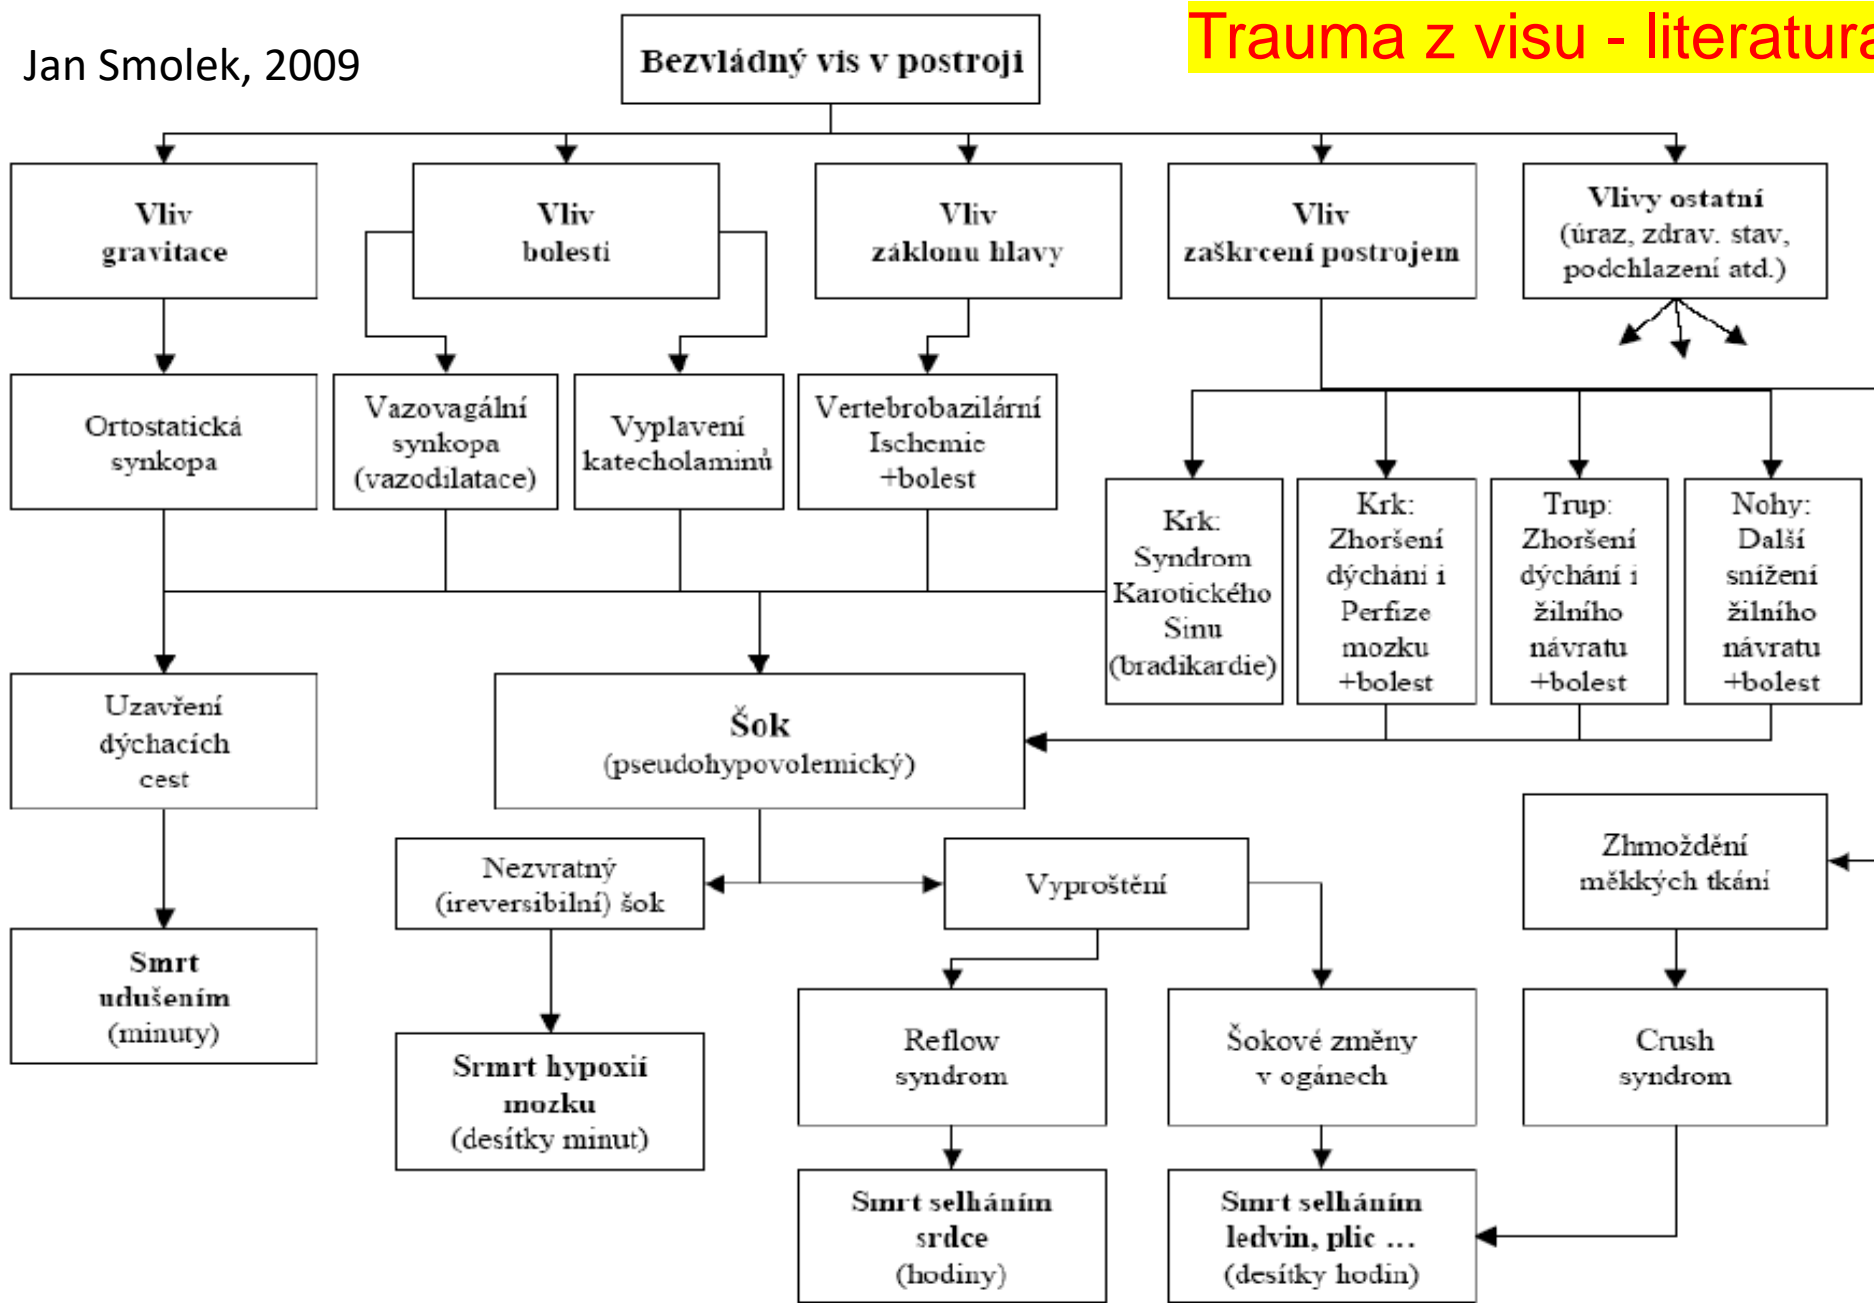 Jan Smolek, 2009
Trauma z visu - literatura
Bezvládný vis v postroji
Vliv
gravitace
Vliv
bolesti
Vliv
záklonu hlavy
Vliv
zaškrcení postrojem
Vlivy ostatní
(úraz, zdrav. stav,
podchlazení atd.)
Ortostatická
synkopa
Vazovagální
synkopa
(vazodilatace)
Vyplavení
katecholaminů
Vertebrobazilární
Ischemie
+bolest
Krk:
Syndrom
Karotického
Sinu
(bradikardie)
Krk:
Zhoršení
dýchání i
Perfize
mozku
+bolest
Trup:
Zhoršení
dýchání i
žilního
návratu
+bolest
Nohy:
Další
snížení
žilního
návratu
+bolest
Uzavření
dýchacích
cest
Šok
(pseudohypovolemický)
Nezvratný
(ireversibilní) šok
Vyproštění
Zhmoždění
měkkých tkání
Smrt
udušením
(minuty)
Srmrt hypoxií
mozku
(desítky minut)
Reflow
syndrom
Šokové změny
v ogánech
Crush
syndrom
Smrt selháním
srdce
(hodiny)
Smrt selháním
ledvin, plic ...
(desítky hodin)